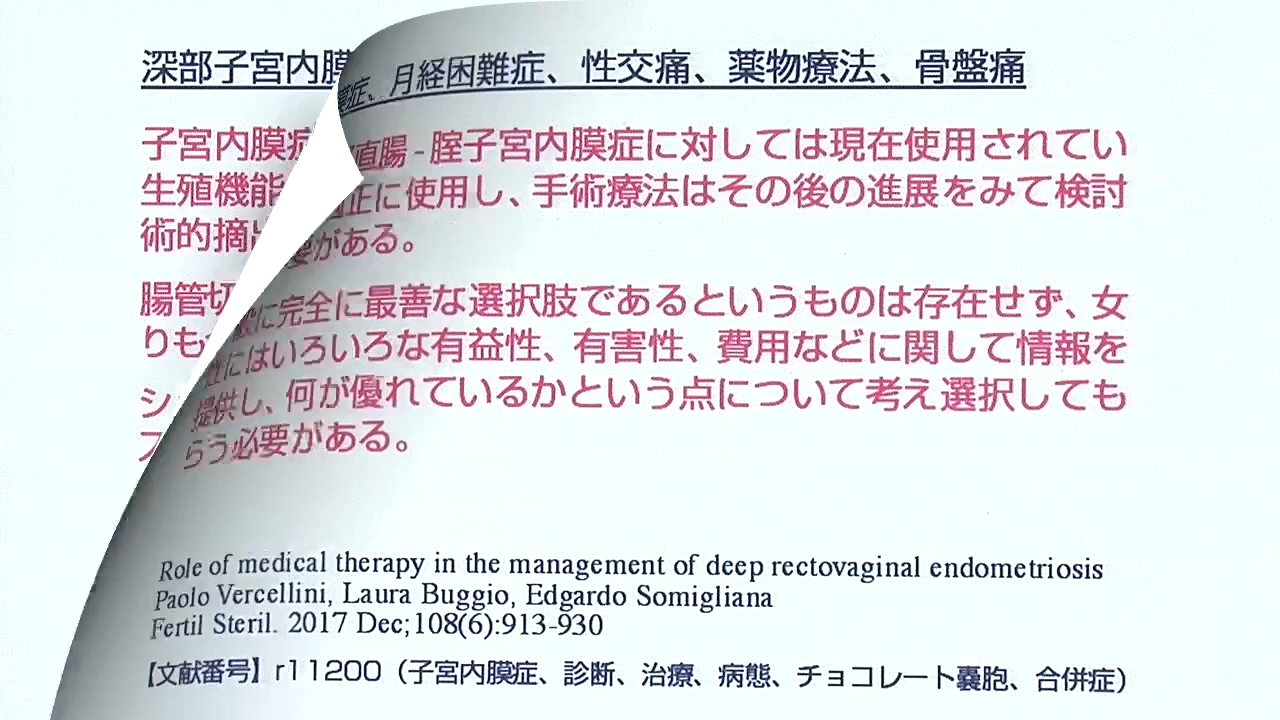 深部子宮内膜症、月経困難症、性交痛、薬物療法、骨盤痛
子宮内膜症 直腸-腟子宮内膜症に対しては現在使用されてい
生殖機能 適正に使用し、手術療法はその後の進展をみて検討
術的摘出 要がある。
腸管切 に完全に最善な選択肢であるというものは存在せず、女
りも 性にはいろいろな有益性、有害性、費用などに関して情報を
シ 提供し、何が優れているかという点について考え選択しても
らう必要がある。
Role of medical therapy in the management of deep rectovaginal endometriosis
Paolo Vercellini, Laura Buggio, Edgardo Somigliana
Fertil Steril. 2017 Dec;108(6):913-930
【文献番号】r11200（子宮内膜症、診断、治療、病態、チョコレート嚢胞、合併症）